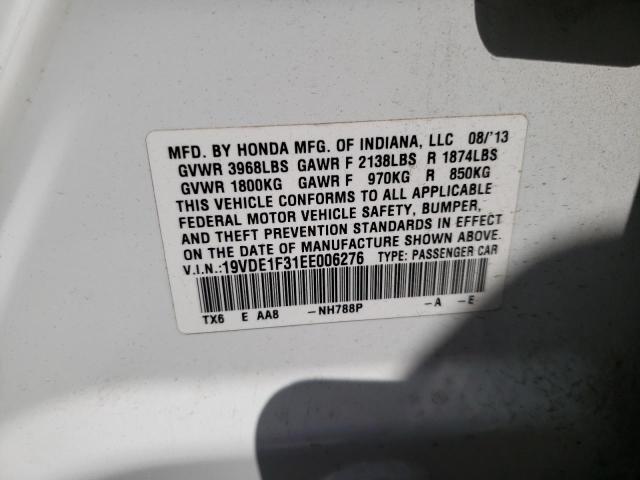 MFD. BY HONDA MFG. OF INDIANA, LLC 08/'13
GVWR 3968LBS GAWR F 2138LBS R 1874LBS
GVWR 1800KG GAWR F 970KG R 850KG
THIS VEHICLE CONFORMS TO ALL APPLICABLE
FEDERAL MOTOR VEHICLE SAFETY, BUMPER,
AND THEFT PREVENTION STANDARDS IN EFFECT
ON THE DATE OF MANUFACTURE SHOWN ABOVE.
V.I.N.: 19VDE1F31EE006276 TYPE: PASSENGER CAR
TX6 E AA8 -NH788P -A -E